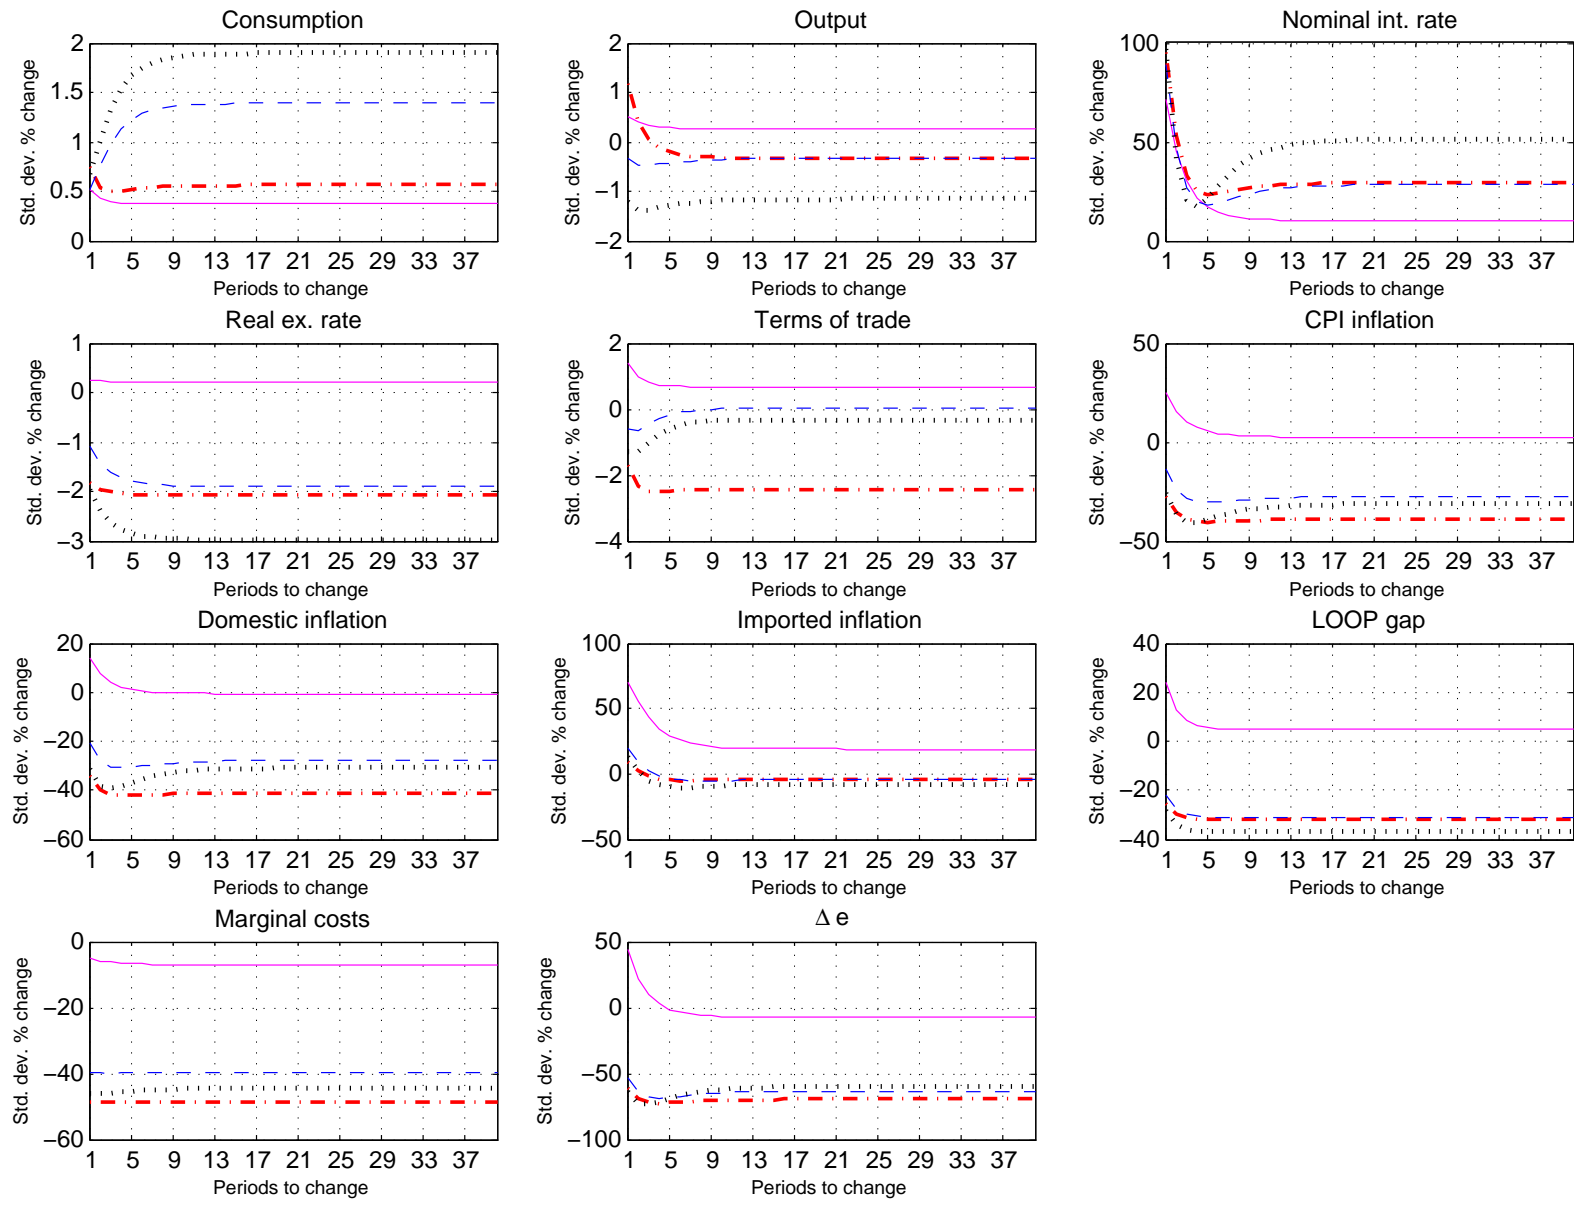 Consumption
Std. dev. % change
2
1.5
1
0.5
0
1 5 9 13 17 21 25 29 33 37
Periods to change
Output
Std. dev. % change
2
1
0
−1
−2
1 5 9 13 17 21 25 29 33 37
Periods to change
Nominal int. rate
Std. dev. % change
100
50
0
1 5 9 13 17 21 25 29 33 37
Periods to change
Real ex. rate
Std. dev. % change
1
0
−1
−2
−3
1 5 9 13 17 21 25 29 33 37
Periods to change
Terms of trade
Std. dev. % change
2
0
−2
−4
1 5 9 13 17 21 25 29 33 37
Periods to change
CPI inflation
Std. dev. % change
50
0
−50
1 5 9 13 17 21 25 29 33 37
Periods to change
Domestic inflation
Std. dev. % change
20
0
−20
−40
−60
1 5 9 13 17 21 25 29 33 37
Periods to change
Imported inflation
Std. dev. % change
100
50
0
−50
1 5 9 13 17 21 25 29 33 37
Periods to change
LOOP gap
Std. dev. % change
40
20
0
−20
−40
1 5 9 13 17 21 25 29 33 37
Periods to change
Marginal costs
Std. dev. % change
0
−20
−40
−60
1 5 9 13 17 21 25 29 33 37
Periods to change
Δ e
Std. dev. % change
50
0
−50
−100
1 5 9 13 17 21 25 29 33 37
Periods to change